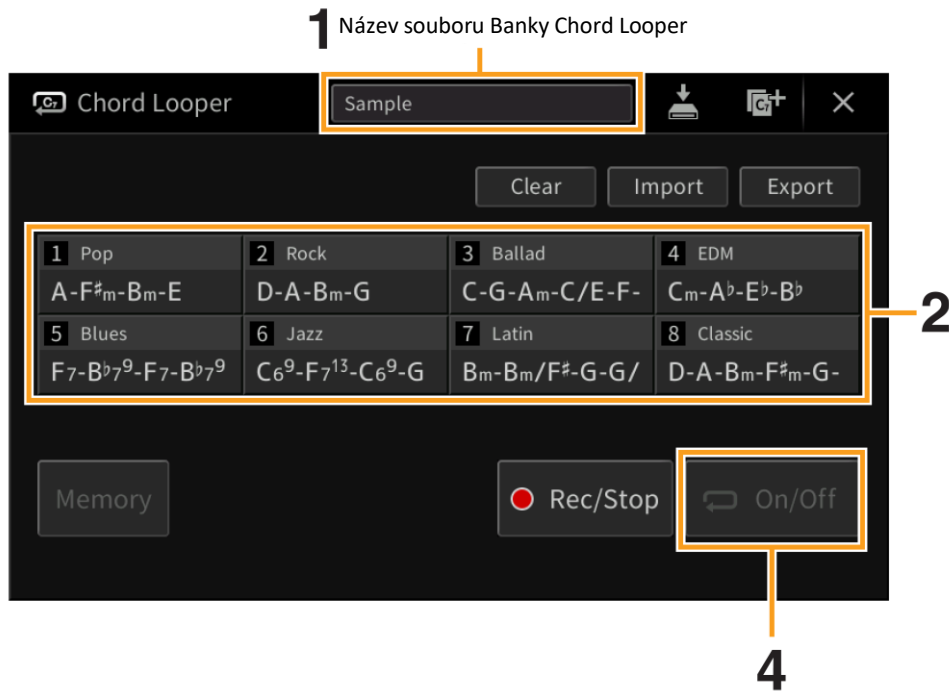 1 Název souboru Banky Chord Looper
C7 Chord Looper Sample C7+ ×
Clear Import Export
1 Pop 2 Rock 3 Ballad 4 EDM
A-F♯m-Bm-E D-A-Bm-G C-G-Am-C/E-F- Cm-A♭-E♭-B♭
2
5 Blues 6 Jazz 7 Latin 8 Classic
F7-B♭7⁹-F7-B♭7⁹ C6⁹-F7¹³-C6⁹-G Bm-Bm/F♯-G-G/ D-A-Bm-F♯m-G-
Memory Rec/Stop On/Off
4